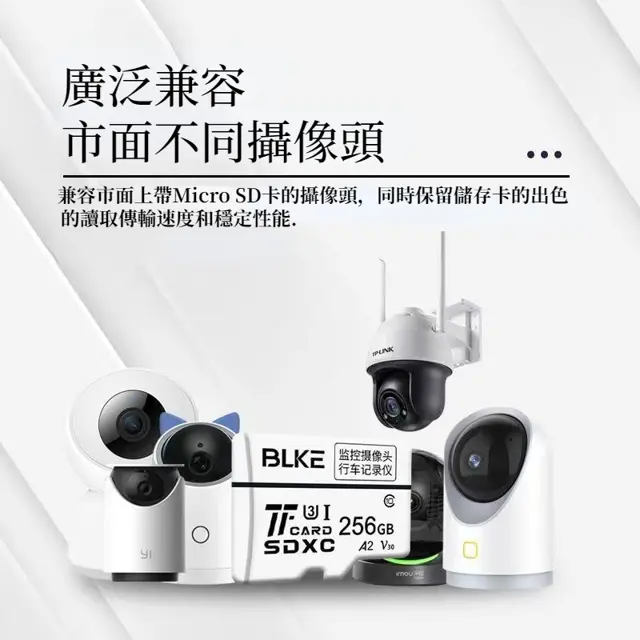 廣泛兼容
市面不同攝像頭
兼容市面上帶Micro SD卡的攝像頭，同時保留儲存卡的出色
的讀取傳輸速度和穩定性能.
TP-LINK
BLKE
监控摄像头
行车记录仪
TF CARD U3 I 256GB
SDXC A2 V30
YI
imou